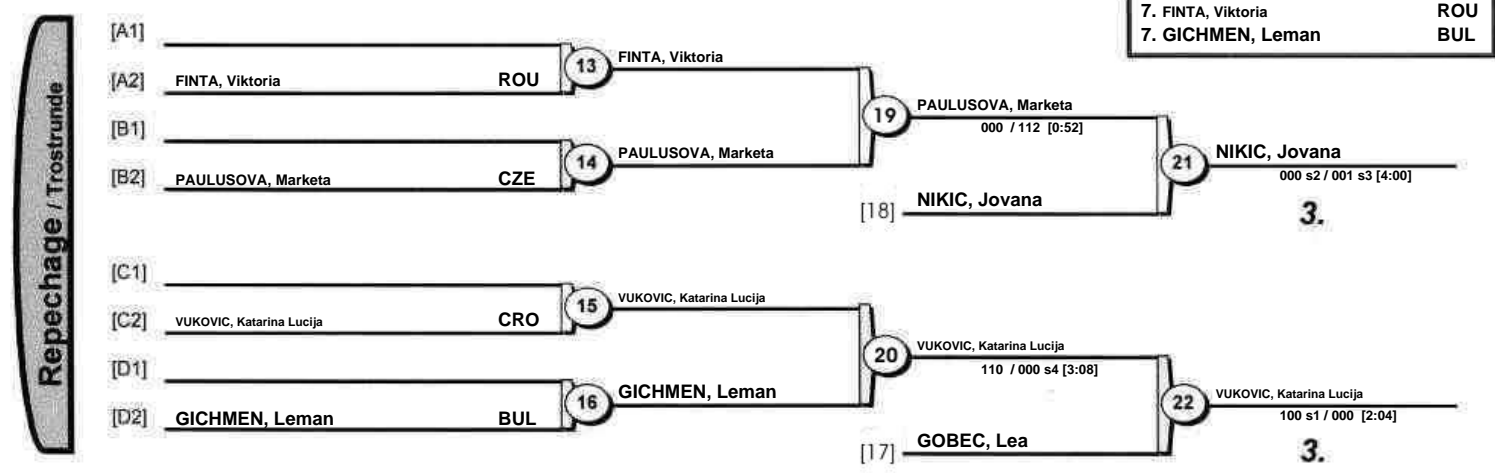 7. FINTA, Viktoria ROU
7. GICHMEN, Leman BUL
Repechage / Trostrunde
[A1]
[A2] FINTA, Viktoria ROU
13 FINTA, Viktoria
[B1]
[B2] PAULUSOVA, Marketa CZE
14 PAULUSOVA, Marketa
19 PAULUSOVA, Marketa
000 / 112 [0:52]
[18] NIKIC, Jovana
21 NIKIC, Jovana
000 s2 / 001 s3 [4:00]
3.
[C1]
[C2] VUKOVIC, Katarina Lucija CRO
15 VUKOVIC, Katarina Lucija
[D1]
[D2] GICHMEN, Leman BUL
16 GICHMEN, Leman
20 VUKOVIC, Katarina Lucija
110 / 000 s4 [3:08]
[17] GOBEC, Lea
22 VUKOVIC, Katarina Lucija
100 s1 / 000 [2:04]
3.